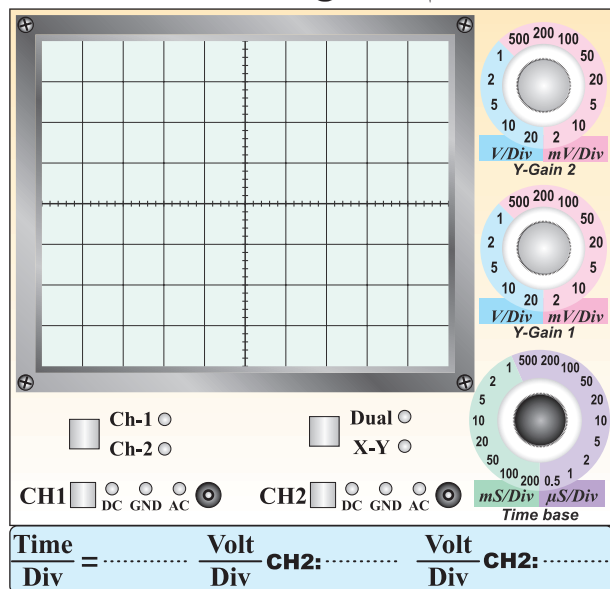 500 200 100
1 50
2 20
5 10
10 5
20 2
V/Div mV/Div
Y-Gain 2
500 200 100
1 50
2 20
5 10
10 5
20 2
V/Div mV/Div
Y-Gain 1
500 200 100
1 50
2 20
5 10
10 5
20 2
50 1
100 0.5
200
mS/Div µS/Div
Time base
Ch-1
Ch-2
Dual
X-Y
CH1 DC GND AC
CH2 DC GND AC
Time/Div = ............ Volt/Div CH2: ............ Volt/Div CH2: ............